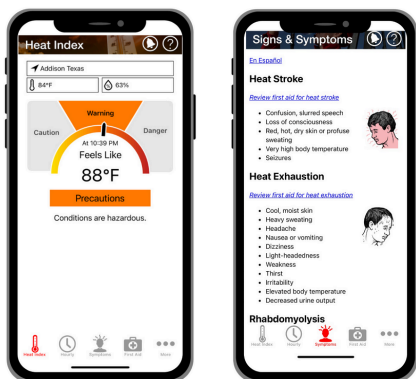 Heat Index
Addison Texas
84°F
63%
Warning
Caution
Danger
At 10:39 PM
Feels Like
88°F
Precautions
Conditions are hazardous.
Heat Index
Hourly
Symptoms
First Aid
More
Signs & Symptoms
En Español
Heat Stroke
Review first aid for heat stroke
• Confusion, slurred speech
• Loss of consciousness
• Red, hot, dry skin or profuse
sweating
• Very high body temperature
• Seizures
Heat Exhaustion
Review first aid for heat exhaustion
• Cool, moist skin
• Heavy sweating
• Headache
• Nausea or vomiting
• Dizziness
• Light-headedness
• Weakness
• Thirst
• Irritability
• Elevated body temperature
• Decreased urine output
Rhabdomyolysis
Heat Index
Hourly
Symptoms
First Aid
More